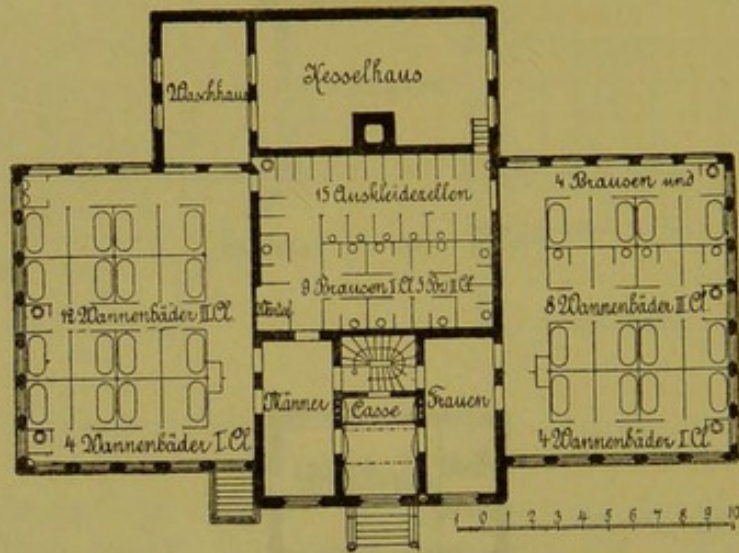 Kesselhaus
Waschhaus
4 Brausen und
15 Auskleidezellen
9 Brausen I.Cl. 5 Br. II.Cl.
12 Wannenbäder II.Cl.
8 Wannenbäder II.Cl.
Männer
Casse
Frauen
4 Wannenbäder I.Cl.
4 Wannenbäder I.Cl.
1 0 1 2 3 4 5 6 7 8 9 10